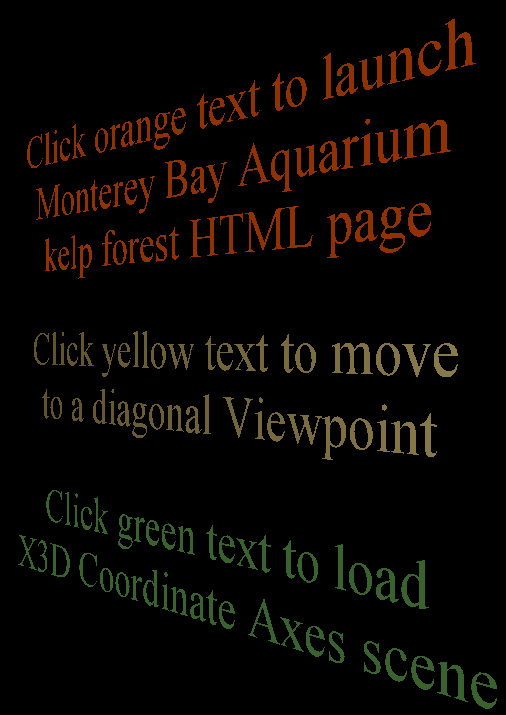 Click orange text to launch
Monterey Bay Aquarium
kelp forest HTML page
Click yellow text to move
to a diagonal Viewpoint
Click green text to load
X3D Coordinate Axes scene